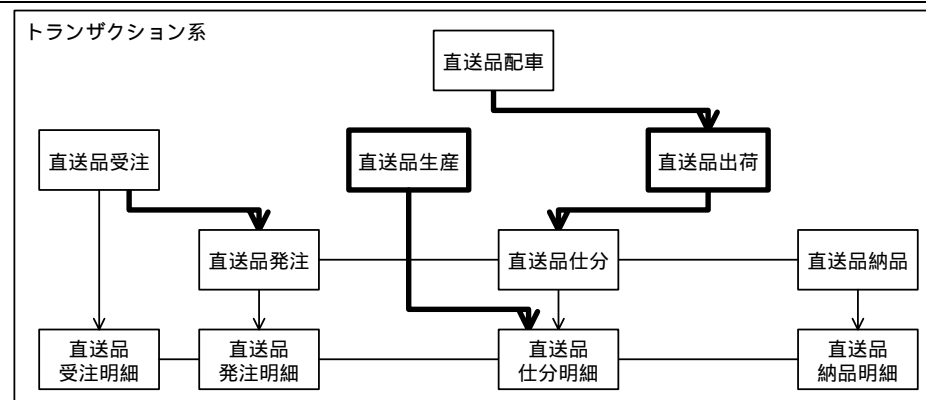 トランザクション系
直送品配車
直送品受注
直送品生産
直送品出荷
直送品発注
直送品仕分
直送品納品
直送品
受注明細
直送品
発注明細
直送品
仕分明細
直送品
納品明細